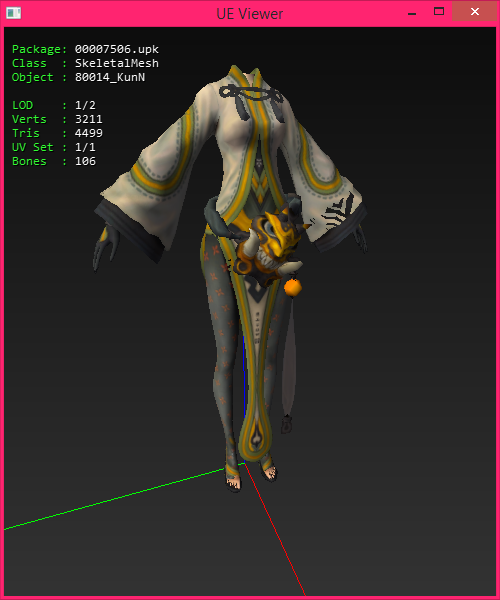 UE Viewer
Package: 00007506.upk
Class  : SkeletalMesh
Object : 80014_KunN
LOD    : 1/2
Verts  : 3211
Tris   : 4499
UV Set : 1/1
Bones  : 106